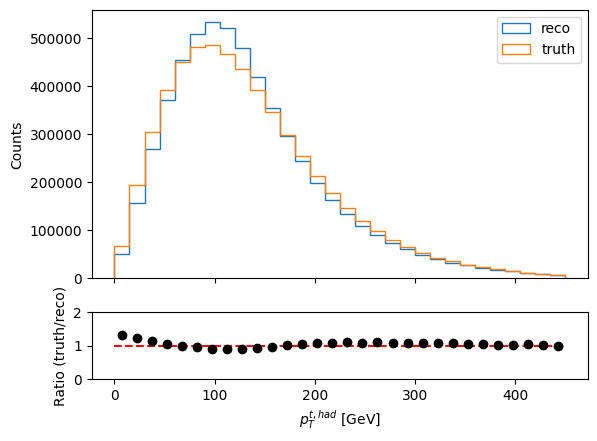 reco
truth
500000
400000
300000
200000
100000
0
Counts
2
1
0
Ratio (truth/reco)
0 100 200 300 400
$p_T^{t,had}$ [GeV]